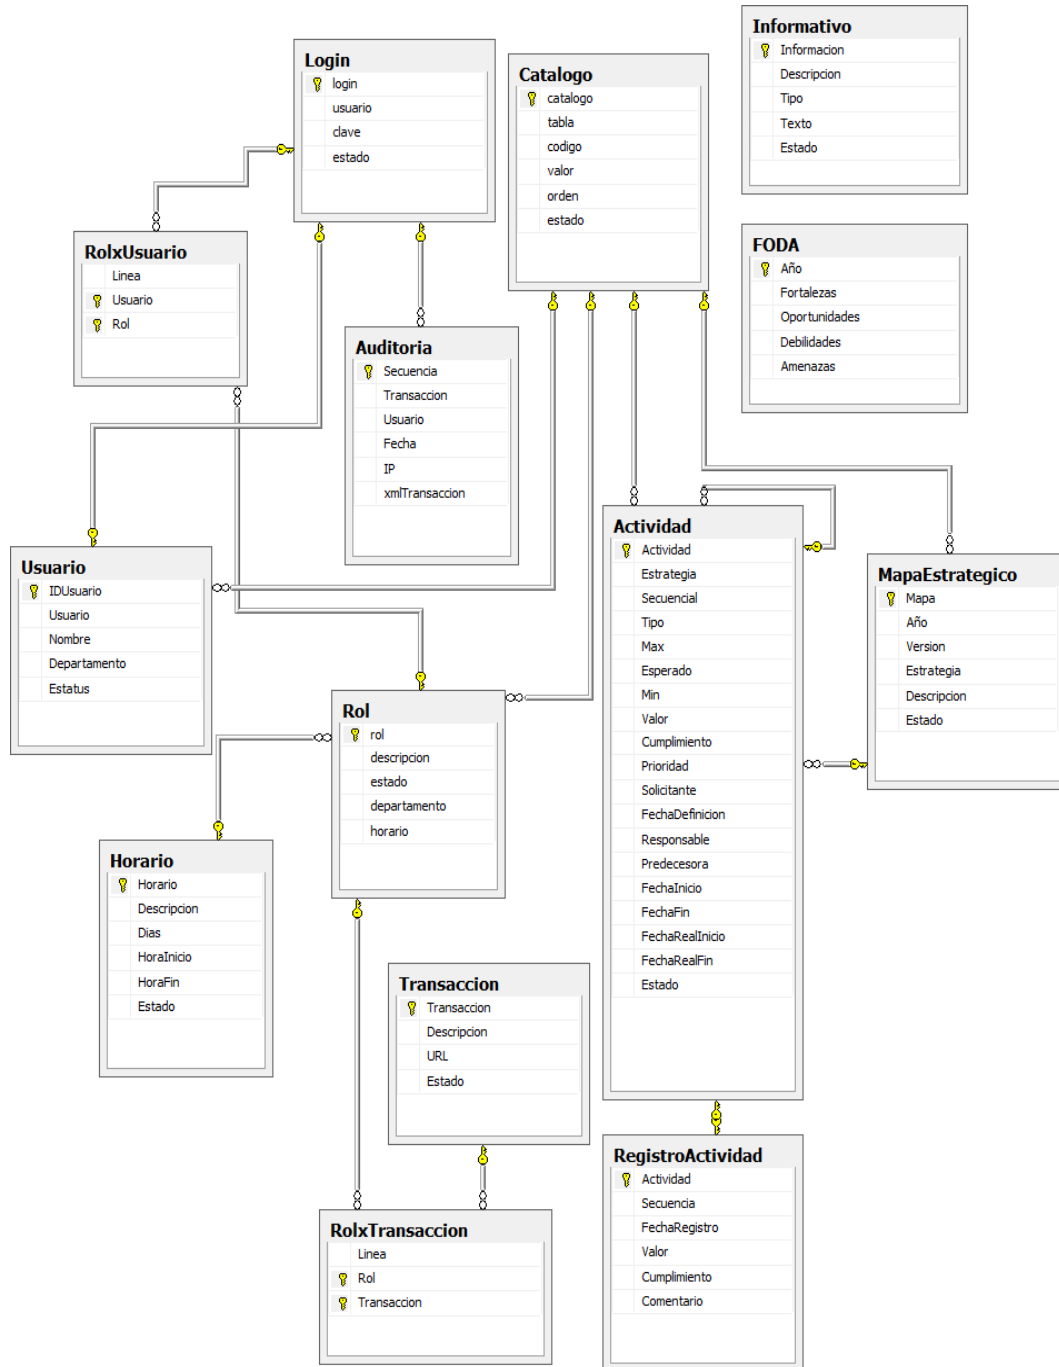 Informativo
Informacion
Descripcion
Tipo
Texto
Estado
Login
login
usuario
clave
estado
Catalogo
catalogo
tabla
codigo
valor
orden
estado
FODA
Año
Fortalezas
Oportunidades
Debilidades
Amenazas
RolxUsuario
Linea
Usuario
Rol
Auditoria
Secuencia
Transaccion
Usuario
Fecha
IP
xmlTransaccion
Actividad
Actividad
Estrategia
Secuencial
Tipo
Max
Esperado
Min
Valor
Cumplimiento
Prioridad
Solicitante
FechaDefinicion
Responsable
Predecesora
FechaInicio
FechaFin
FechaRealInicio
FechaRealFin
Estado
MapaEstrategico
Mapa
Año
Version
Estrategia
Descripcion
Estado
Usuario
IDUsuario
Usuario
Nombre
Departamento
Estatus
Rol
rol
descripcion
estado
departamento
horario
Horario
Horario
Descripcion
Dias
HoraInicio
HoraFin
Estado
Transaccion
Transaccion
Descripcion
URL
Estado
RegistroActividad
Actividad
Secuencia
FechaRegistro
Valor
Cumplimiento
Comentario
RolxTransaccion
Linea
Rol
Transaccion